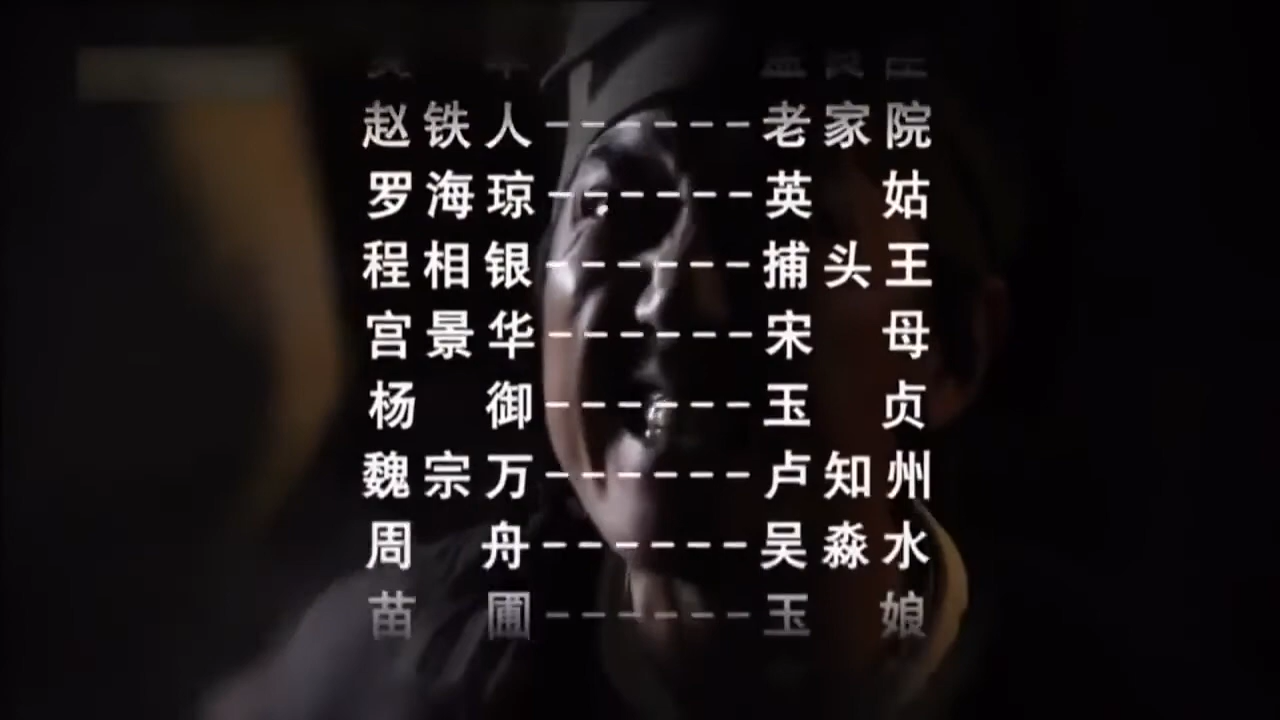 赵铁人------老家院
罗海琼------英姑
程相银------捕头王
宫景华------宋母
杨御------玉贞
魏宗万------卢知州
周舟------吴淼水
苗圃------玉娘